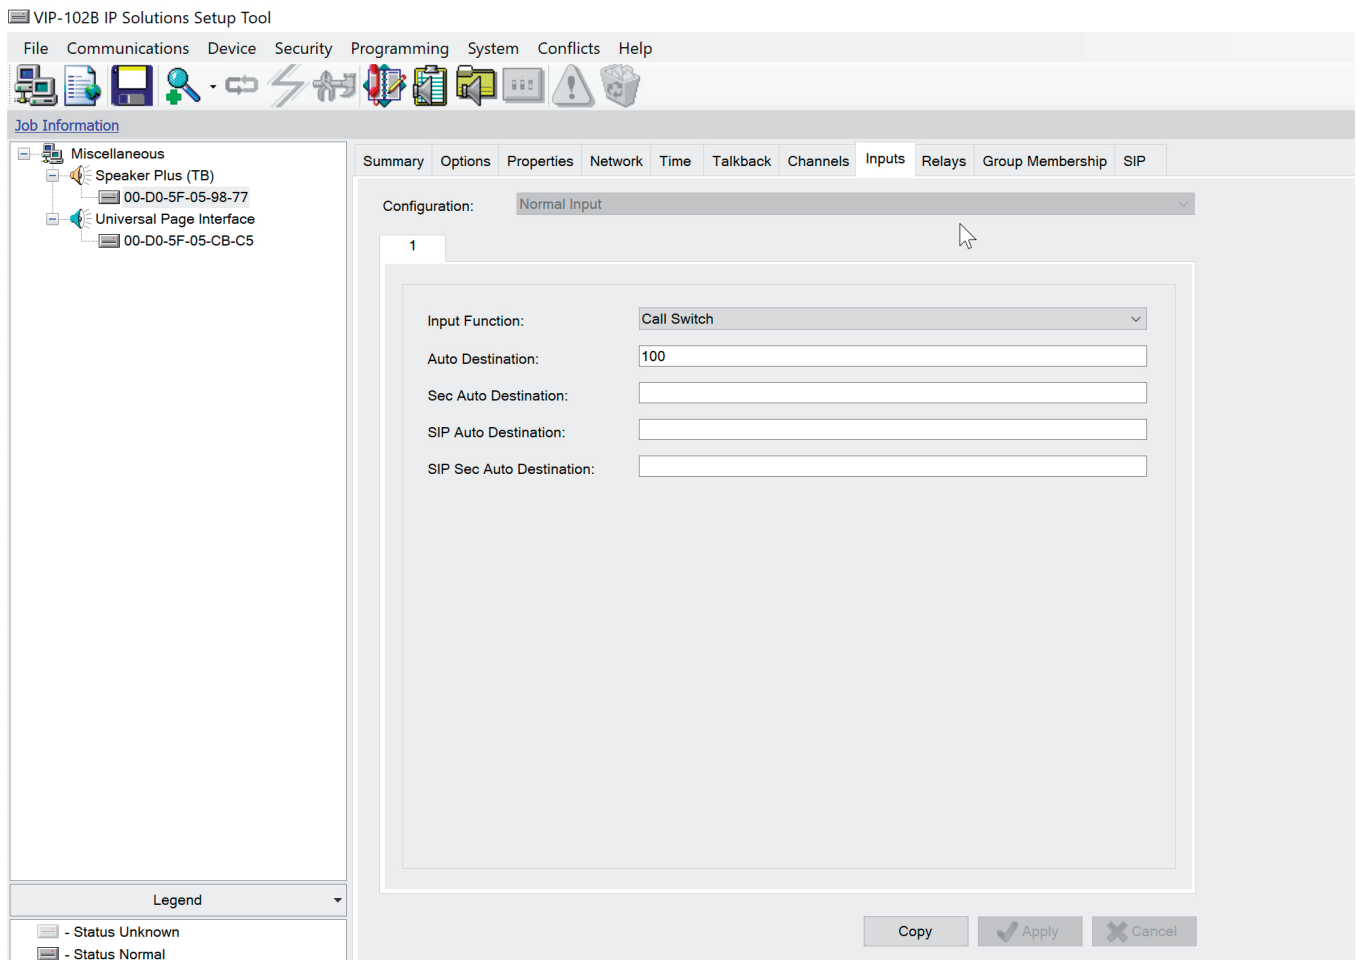 VIP-102B IP Solutions Setup Tool
File Communications Device Security Programming System Conflicts Help
Job Information
Miscellaneous
Speaker Plus (TB)
00-D0-5F-05-98-77
Universal Page Interface
00-D0-5F-05-CB-C5
Summary Options Properties Network Time Talkback Channels Inputs Relays Group Membership SIP
Configuration: Normal Input
1
Input Function: Call Switch
Auto Destination: 100
Sec Auto Destination:
SIP Auto Destination:
SIP Sec Auto Destination:
Legend
- Status Unknown
- Status Normal
Copy Apply Cancel